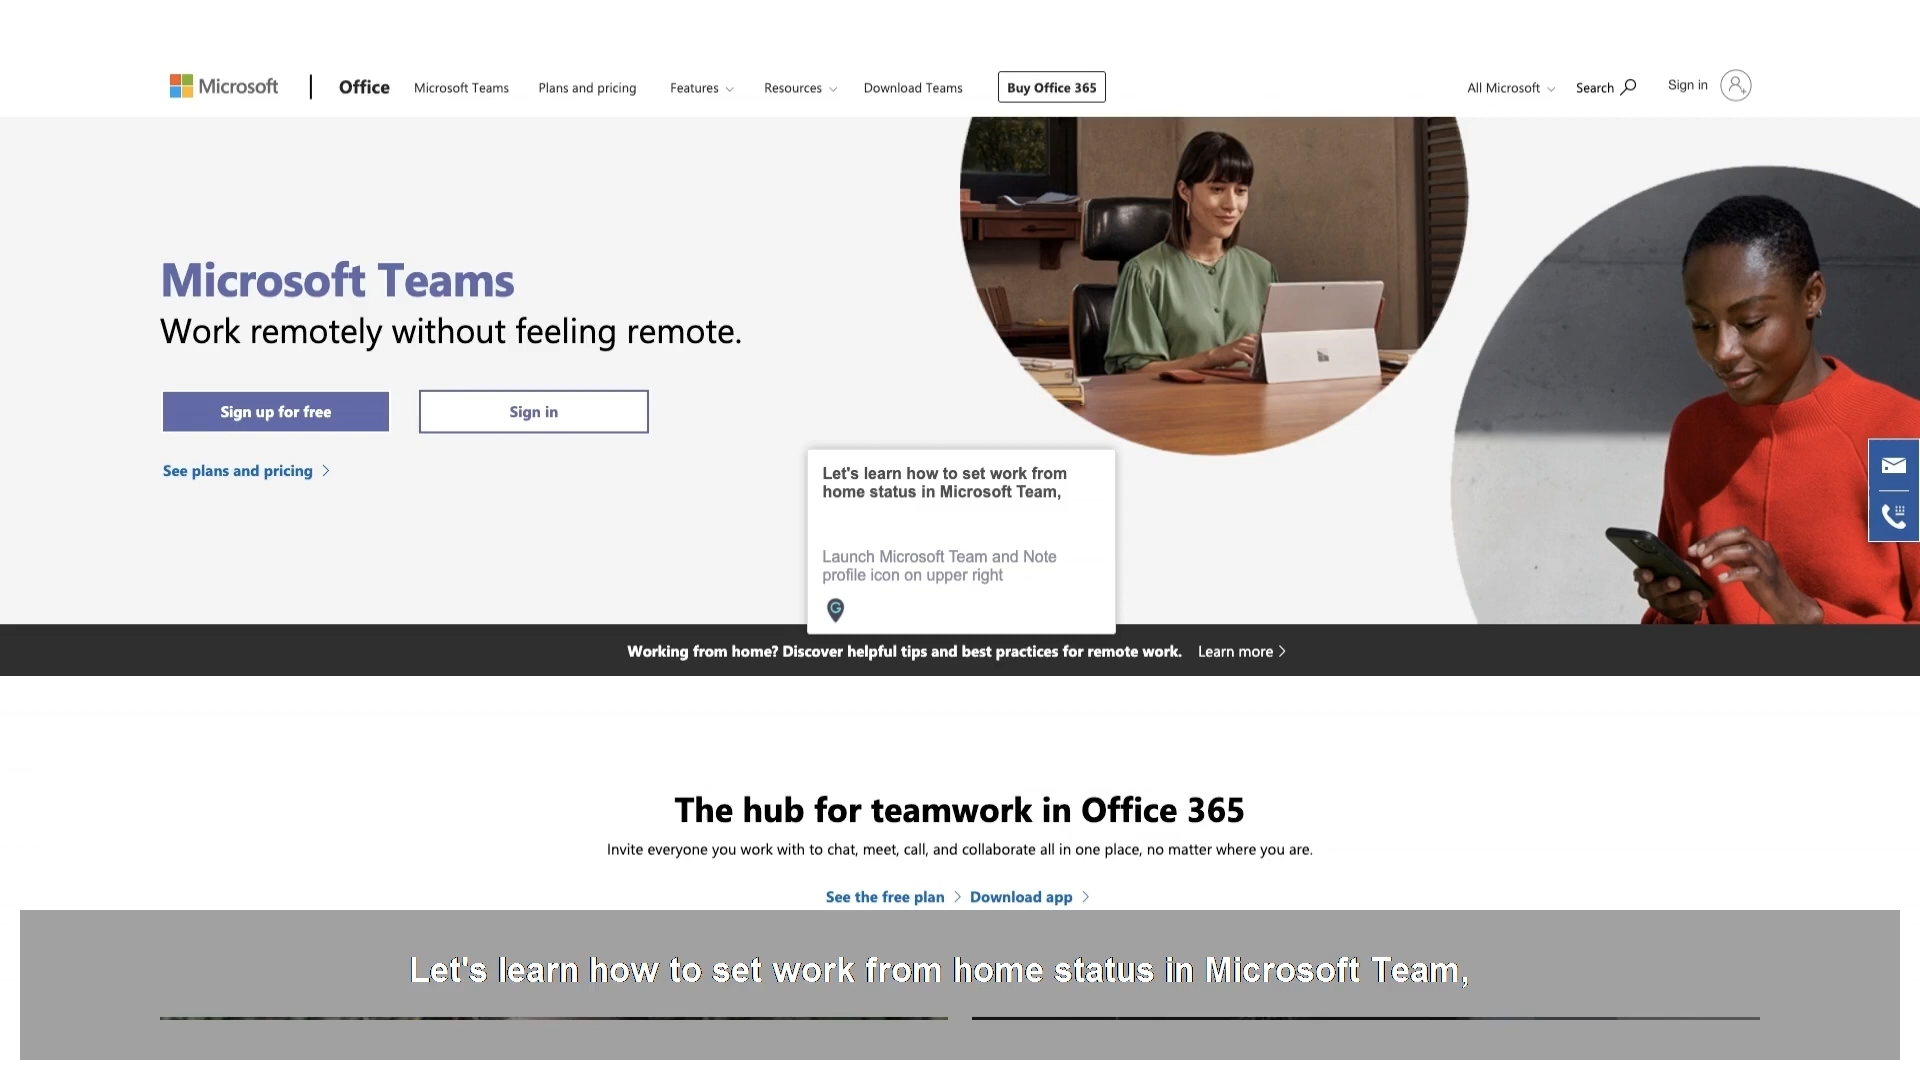 Microsoft
Office
Microsoft Teams
Plans and pricing
Features
Resources
Download Teams
Buy Office 365
All Microsoft
Search
Sign in
Microsoft Teams
Work remotely without feeling remote.
Sign up for free
Sign in
See plans and pricing
Let's learn how to set work from
home status in Microsoft Team,
Launch Microsoft Team and Note
profile icon on upper right
G
Working from home? Discover helpful tips and best practices for remote work. Learn more
The hub for teamwork in Office 365
Invite everyone you work with to chat, meet, call, and collaborate all in one place, no matter where you are.
See the free plan
Download app
Let's learn how to set work from home status in Microsoft Team,